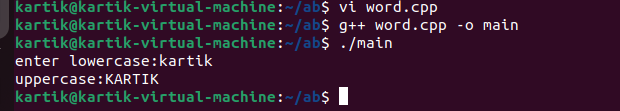 kartik@kartik-virtual-machine:~/ab$ vi word.cpp
kartik@kartik-virtual-machine:~/ab$ g++ word.cpp -o main
kartik@kartik-virtual-machine:~/ab$ ./main
enter lowercase:kartik
uppercase:KARTIK
kartik@kartik-virtual-machine:~/ab$